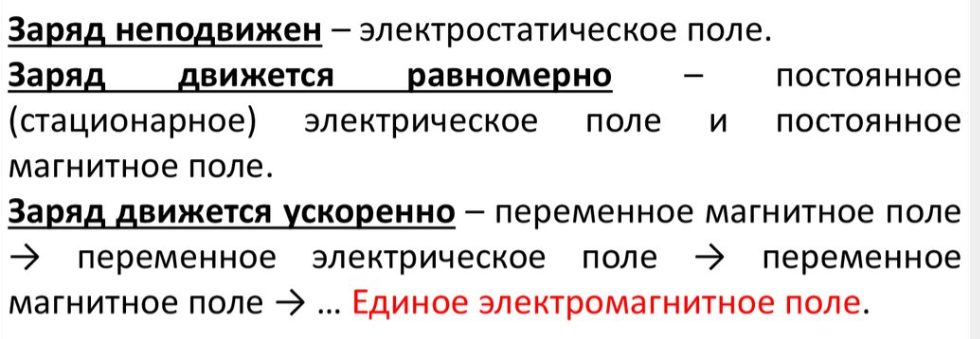 Заряд неподвижен – электростатическое поле.
Заряд движется равномерно – постоянное
(стационарное) электрическое поле и постоянное
магнитное поле.
Заряд движется ускоренно – переменное магнитное поле
→ переменное электрическое поле → переменное
магнитное поле → ... Единое электромагнитное поле.